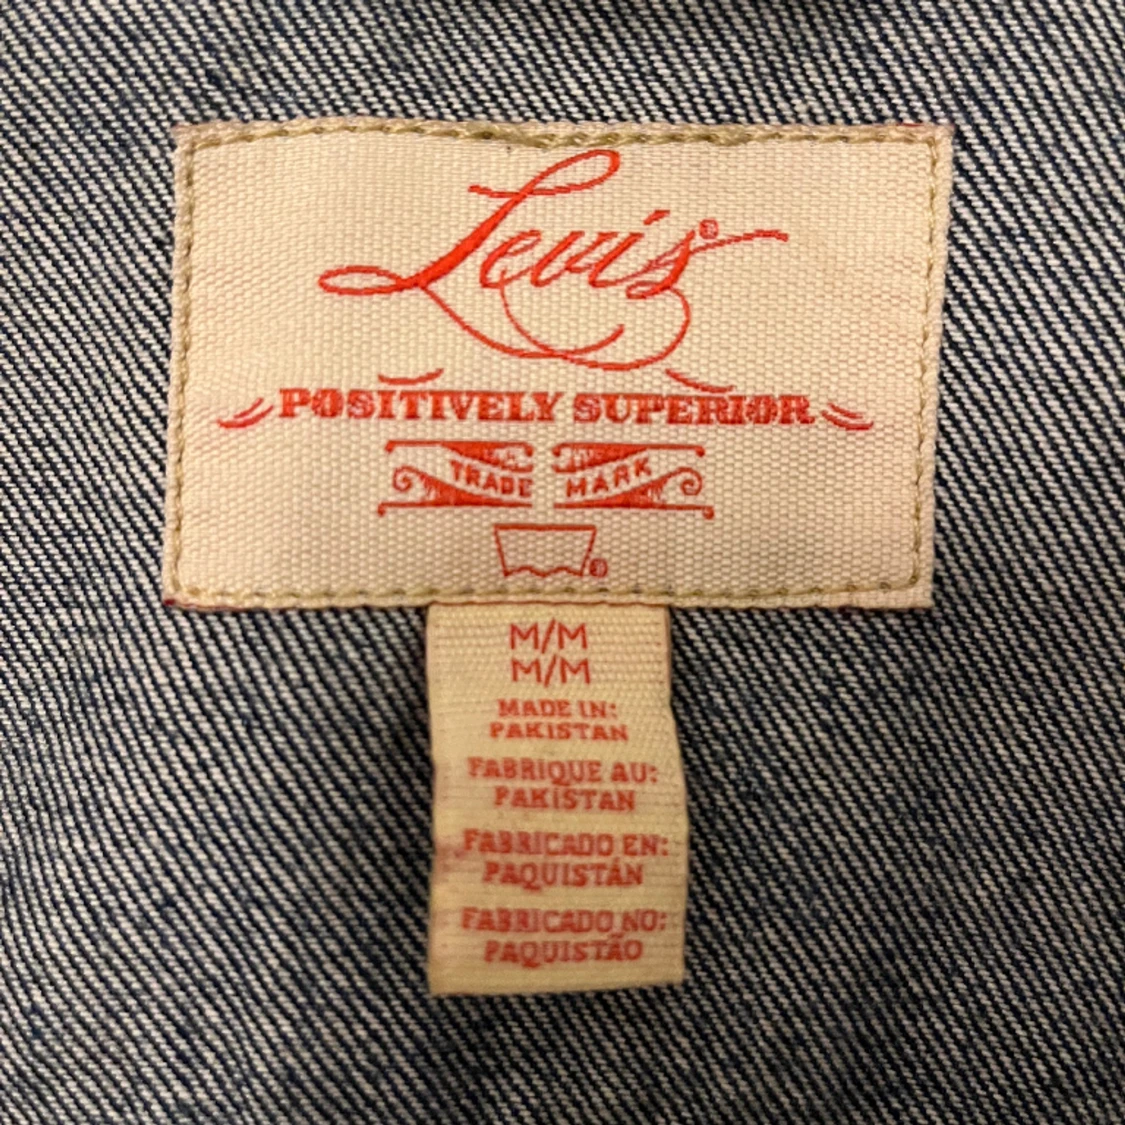 Levi's®
POSITIVELY SUPERIOR
TRADE MARK
®
M/M
M/M
MADE IN:
PAKISTAN
FABRIQUE AU:
PAKISTAN
FABRICADO EN:
PAQUISTÁN
FABRICADO NO:
PAQUISTÃO